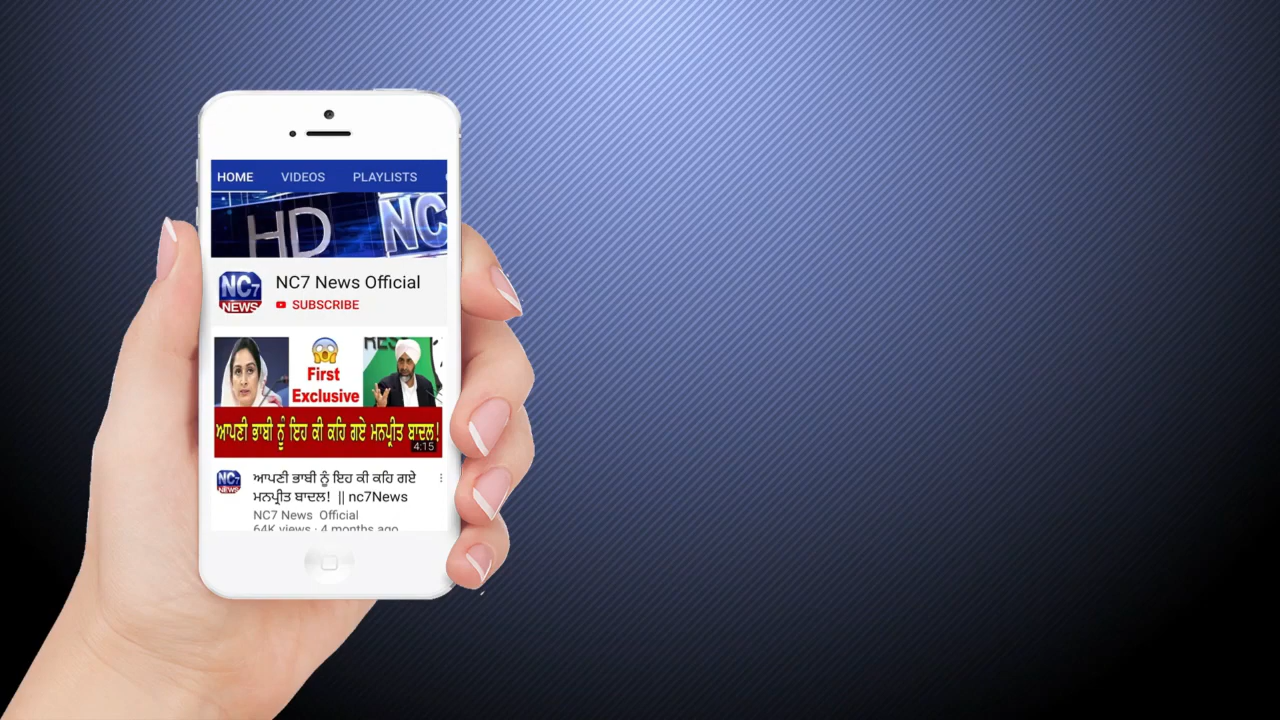 HOME VIDEOS PLAYLISTS
HD NC
NC7 NEWS
NC7 News Official
SUBSCRIBE
First
Exclusive
ਆਪਣੀ ਭਾਬੀ ਨੂੰ ਇਹ ਕੀ ਕਹਿ ਗਏ ਮਨਪ੍ਰੀਤ ਬਾਦਲ!
4:15
NC7 NEWS
ਆਪਣੀ ਭਾਬੀ ਨੂੰ ਇਹ ਕੀ ਕਹਿ ਗਏ
ਮਨਪ੍ਰੀਤ ਬਾਦਲ! || nc7News
NC7 News Official
64K views · 4 months ago